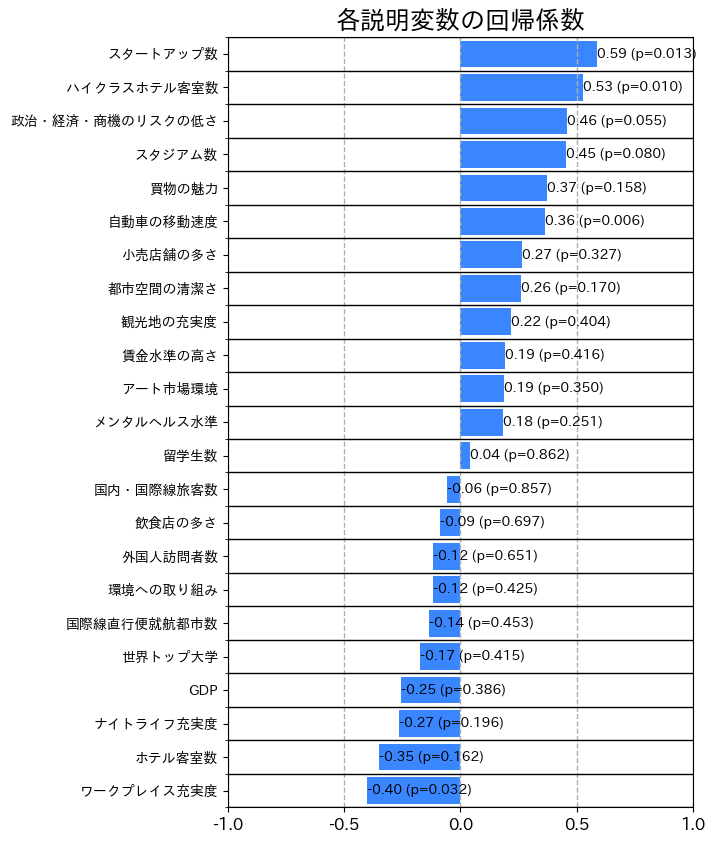 各説明変数の回帰係数
スタートアップ数 0.59 (p=0.013)
ハイクラスホテル客室数 0.53 (p=0.010)
政治・経済・商機のリスクの低さ 0.46 (p=0.055)
スタジアム数 0.45 (p=0.080)
買物の魅力 0.37 (p=0.158)
自動車の移動速度 0.36 (p=0.006)
小売店舗の多さ 0.27 (p=0.327)
都市空間の清潔さ 0.26 (p=0.170)
観光地の充実度 0.22 (p=0.404)
賃金水準の高さ 0.19 (p=0.416)
アート市場環境 0.19 (p=0.350)
メンタルヘルス水準 0.18 (p=0.251)
留学生数 0.04 (p=0.862)
国内・国際線旅客数 -0.06 (p=0.857)
飲食店の多さ -0.09 (p=0.697)
外国人訪問者数 -0.12 (p=0.651)
環境への取り組み -0.12 (p=0.425)
国際線直行便就航都市数 -0.14 (p=0.453)
世界トップ大学 -0.17 (p=0.415)
GDP -0.25 (p=0.386)
ナイトライフ充実度 -0.27 (p=0.196)
ホテル客室数 -0.35 (p=0.162)
ワークプレイス充実度 -0.40 (p=0.032)
-1.0 -0.5 0.0 0.5 1.0